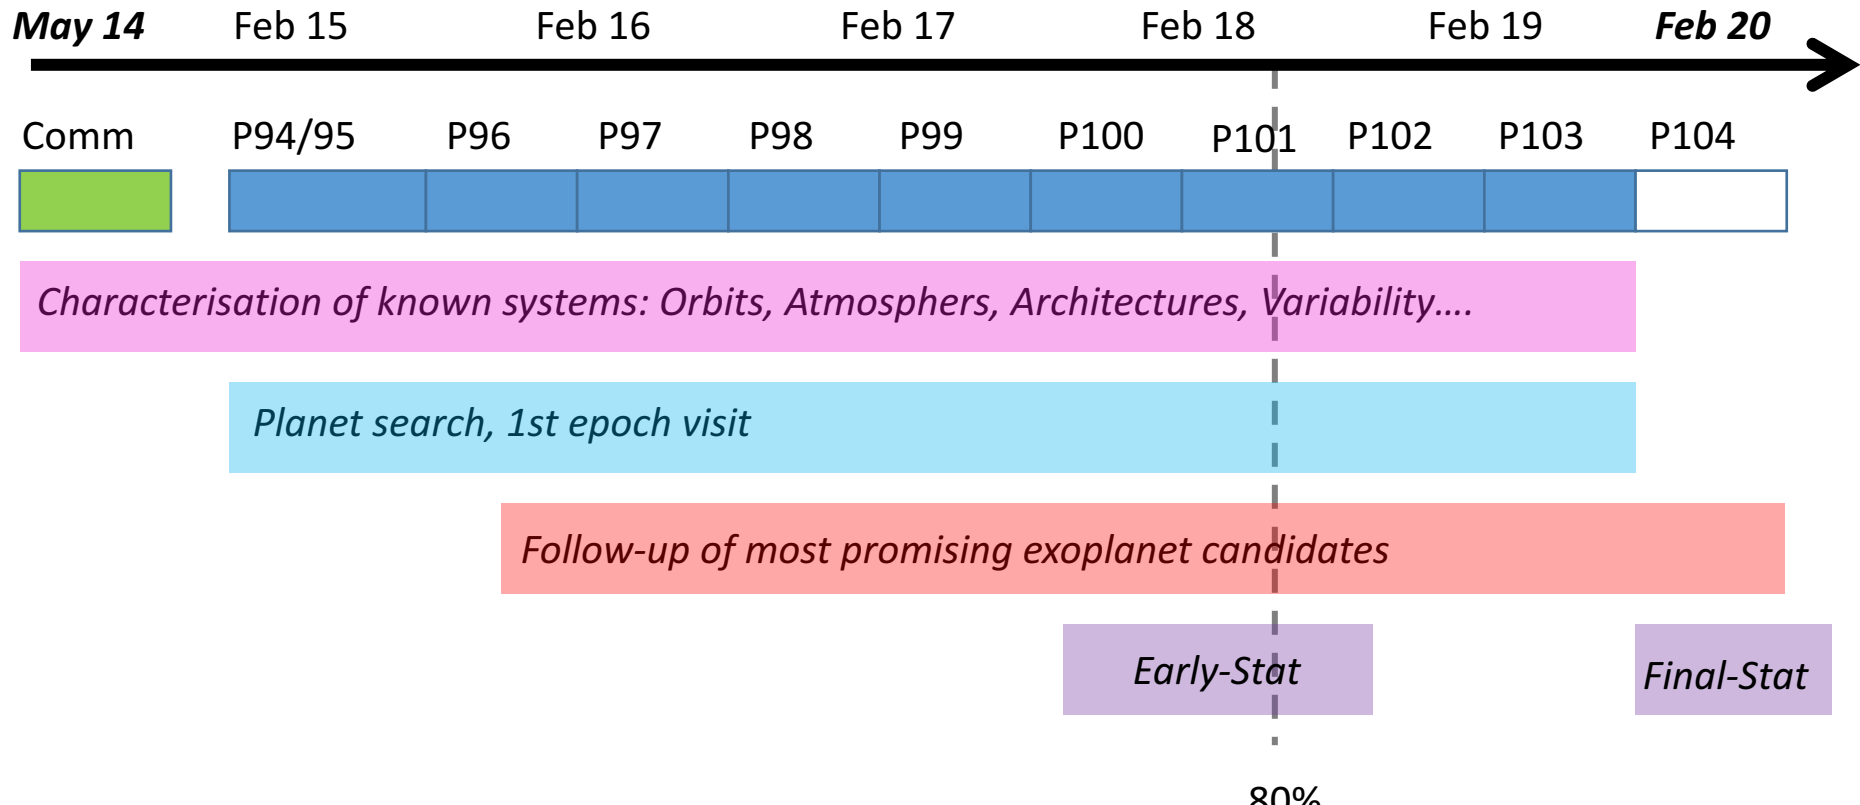 May 14 Feb 15 Feb 16 Feb 17 Feb 18 Feb 19 Feb 20
Comm P94/95 P96 P97 P98 P99 P100 P101 P102 P103 P104
Characterisation of known systems: Orbits, Atmosphers, Architectures, Variability....
Planet search, 1st epoch visit
Follow-up of most promising exoplanet candidates
Early-Stat Final-Stat
80%